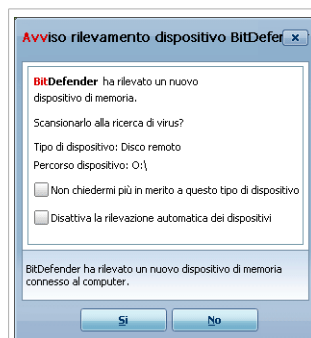 Avviso rilevamento dispositivo BitDefer
BitDefender ha rilevato un nuovo
dispositivo di memoria.
Scansionarlo alla ricerca di virus?
Tipo di dispositivo: Disco remoto
Percorso dispositivo: O:\
Non chiedermi più in merito a questo tipo di dispositivo
Disattiva la rilevazione automatica dei dispositivi
BitDefender ha rilevato un nuovo dispositivo di memoria
connesso al computer.
Sì
No